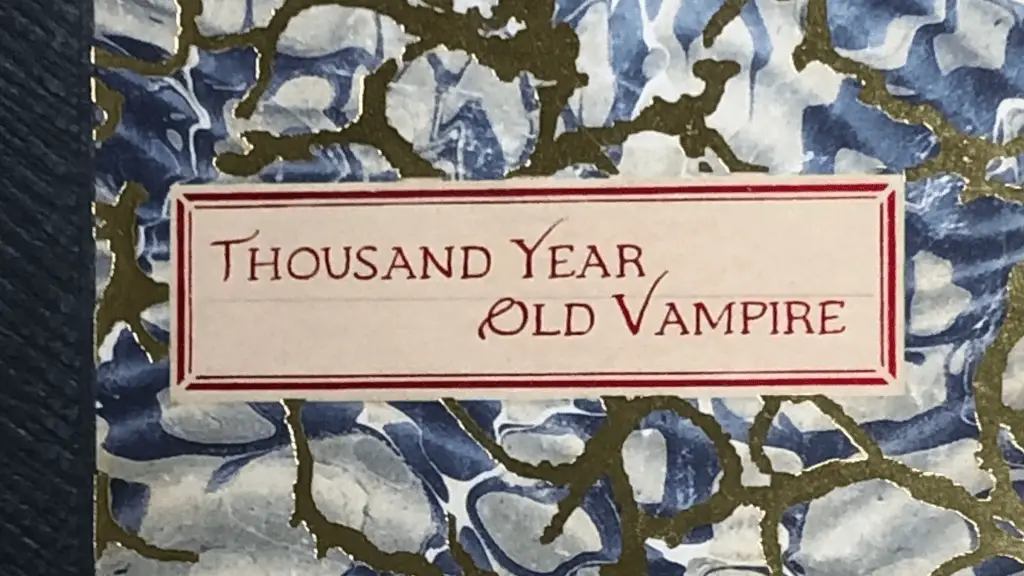 THOUSAND YEAR
OLD VAMPIRE